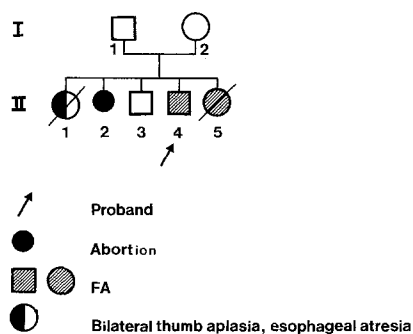 I
1 2
II
1 2 3 4 5
Proband
Abortion
FA
Bilateral thumb aplasia, esophageal atresia